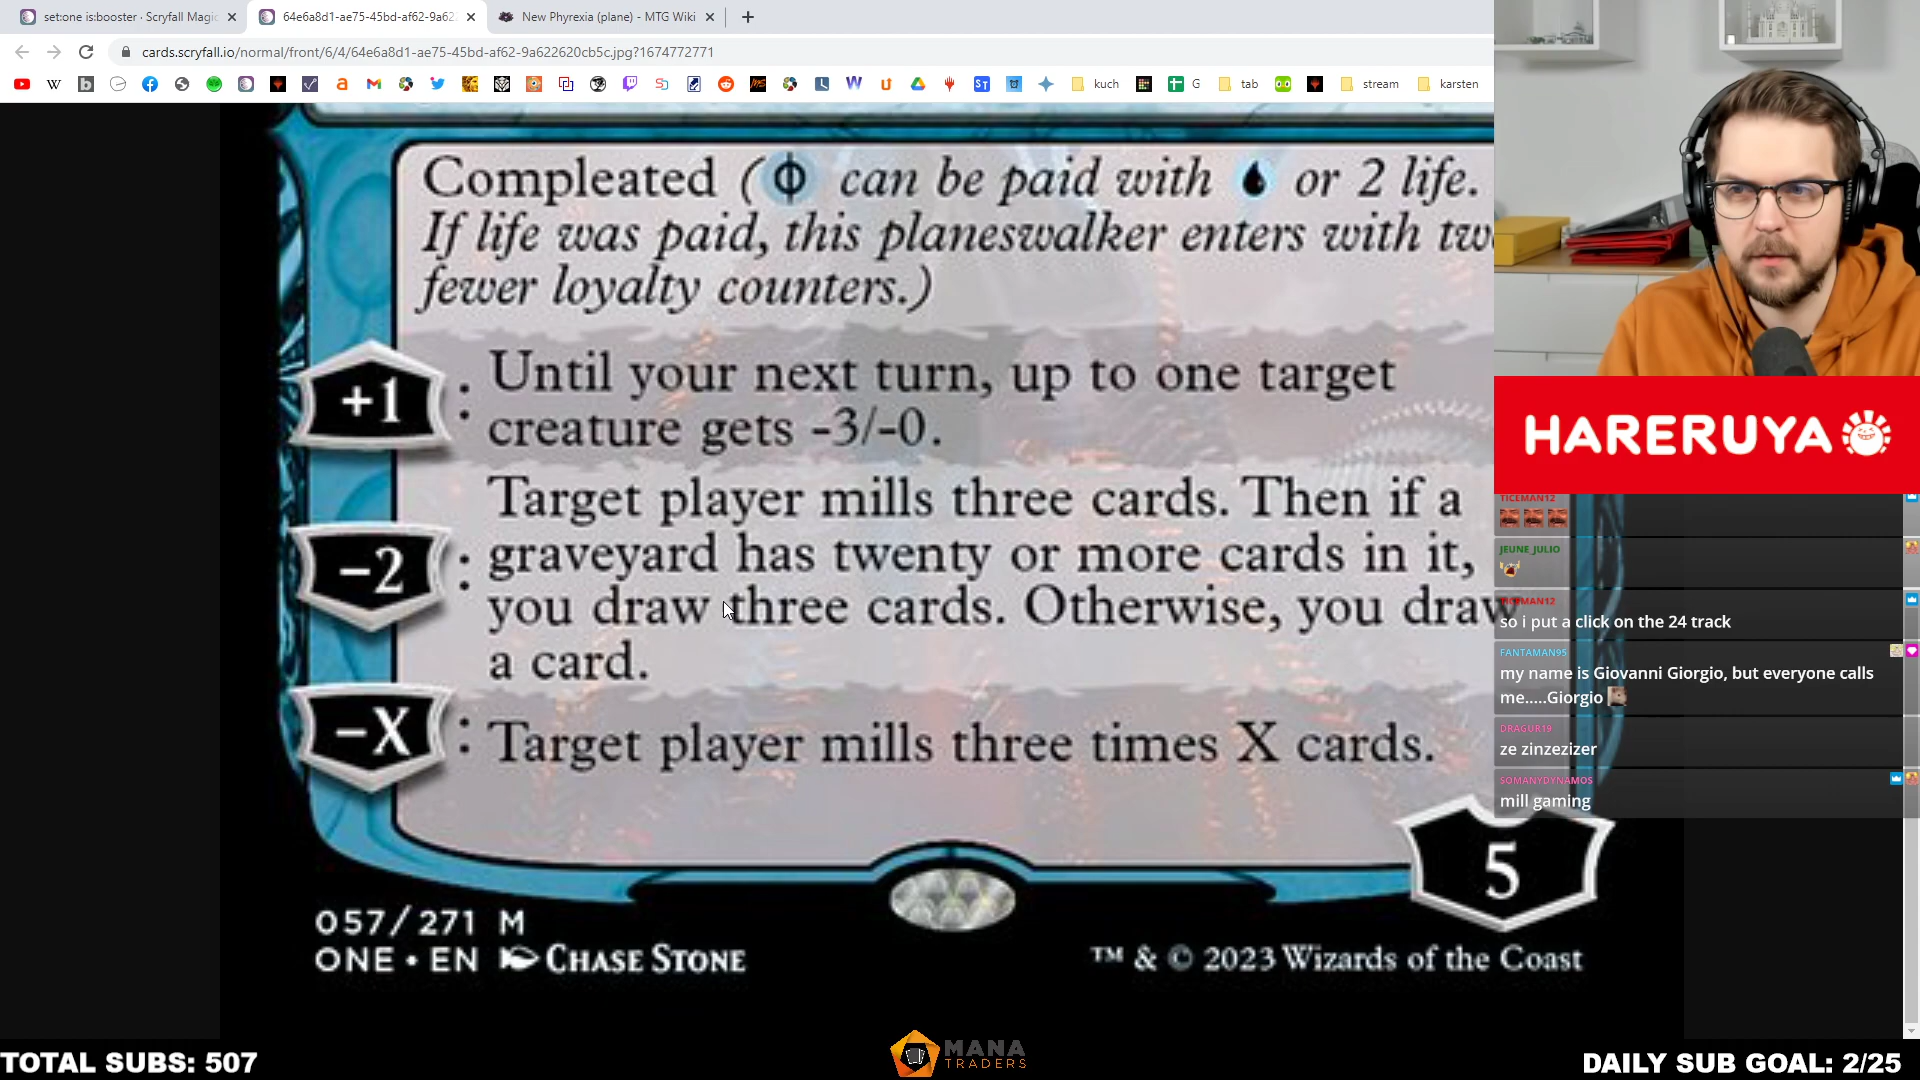 set:one is:booster · Scryfall Magic
64e6a8d1-ae75-45bd-af62-9a622
New Phyrexia (plane) - MTG Wiki
cards.scryfall.io/normal/front/6/4/64e6a8d1-ae75-45bd-af62-9a622620cb5c.jpg?1674772771
kuch
G
tab
stream
karsten
Compleated (Φ can be paid with or 2 life.
If life was paid, this planeswalker enters with tw
fewer loyalty counters.)
+1 : Until your next turn, up to one target
creature gets -3/-0.
Target player mills three cards. Then if a
-2 : graveyard has twenty or more cards in it,
you draw three cards. Otherwise, you draw
a card.
-X : Target player mills three times X cards.
5
057/271 M
ONE • EN CHASE STONE
™ & © 2023 Wizards of the Coast
HARERUYA
TICEMAN12
JEUNE_JULIO
TICEMAN12
so i put a click on the 24 track
FANTAMAN95
my name is Giovanni Giorgio, but everyone calls
me.....Giorgio
DRAGUR19
ze zinzezizer
SOMANYDYNAMOS
mill gaming
TOTAL SUBS: 507
MANA
TRADERS
DAILY SUB GOAL: 2/25